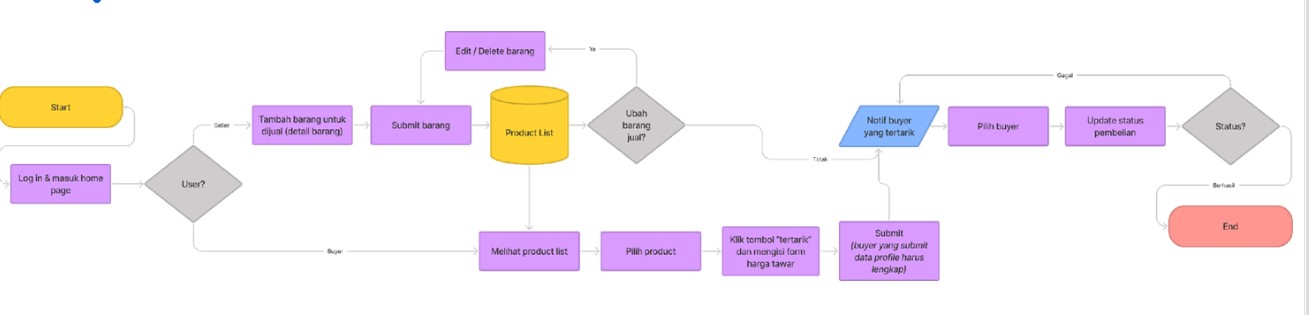 Start
Log in & masuk home
page
User?
Seller
Buyer
Tambah barang untuk
dijual (detail barang)
Submit barang
Edit / Delete barang
Ya
Product List
Ubah
barang
jual?
Tidak
Melihat product list
Pilih product
Klik tombol "tertarik"
dan mengisi form
harga tawar
Submit
(buyer yang submit
data profile harus
lengkap)
Notif buyer
yang tertarik
Pilih buyer
Update status
pembelian
Status?
Gagal
Berhasil
End